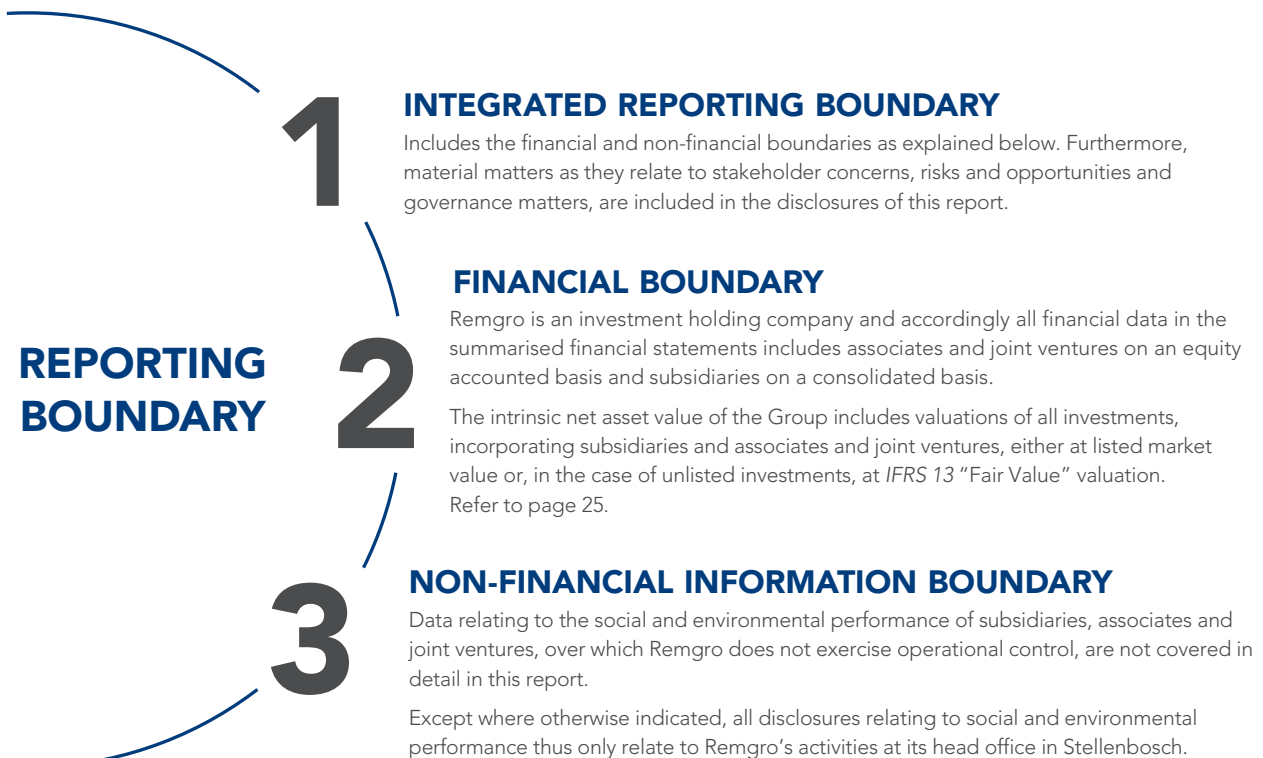 REPORTING
BOUNDARY
1
INTEGRATED REPORTING BOUNDARY
Includes the financial and non-financial boundaries as explained below. Furthermore,
material matters as they relate to stakeholder concerns, risks and opportunities and
governance matters, are included in the disclosures of this report.
2
FINANCIAL BOUNDARY
Remgro is an investment holding company and accordingly all financial data in the
summarised financial statements includes associates and joint ventures on an equity
accounted basis and subsidiaries on a consolidated basis.
The intrinsic net asset value of the Group includes valuations of all investments,
incorporating subsidiaries and associates and joint ventures, either at listed market
value or, in the case of unlisted investments, at IFRS 13 “Fair Value” valuation.
Refer to page 25.
3
NON-FINANCIAL INFORMATION BOUNDARY
Data relating to the social and environmental performance of subsidiaries, associates and
joint ventures, over which Remgro does not exercise operational control, are not covered in
detail in this report.
Except where otherwise indicated, all disclosures relating to social and environmental
performance thus only relate to Remgro’s activities at its head office in Stellenbosch.